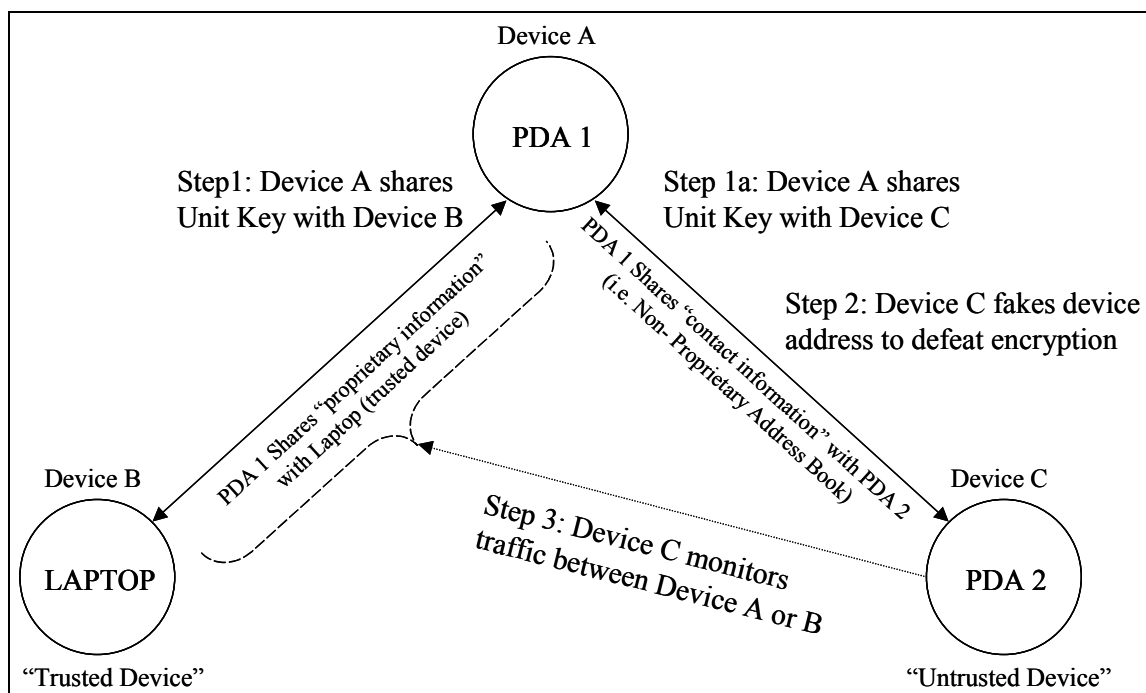 Device A
PDA 1
Step1: Device A shares
Unit Key with Device B
Step 1a: Device A shares
Unit Key with Device C
PDA 1 Shares “proprietary information”
with Laptop (trusted device)
PDA 1 Shares “contact information” with PDA 2
(i.e. Non- Proprietary Address Book)
Step 2: Device C fakes device
address to defeat encryption
Step 3: Device C monitors
traffic between Device A or B
Device B
LAPTOP
“Trusted Device”
Device C
PDA 2
“Untrusted Device”